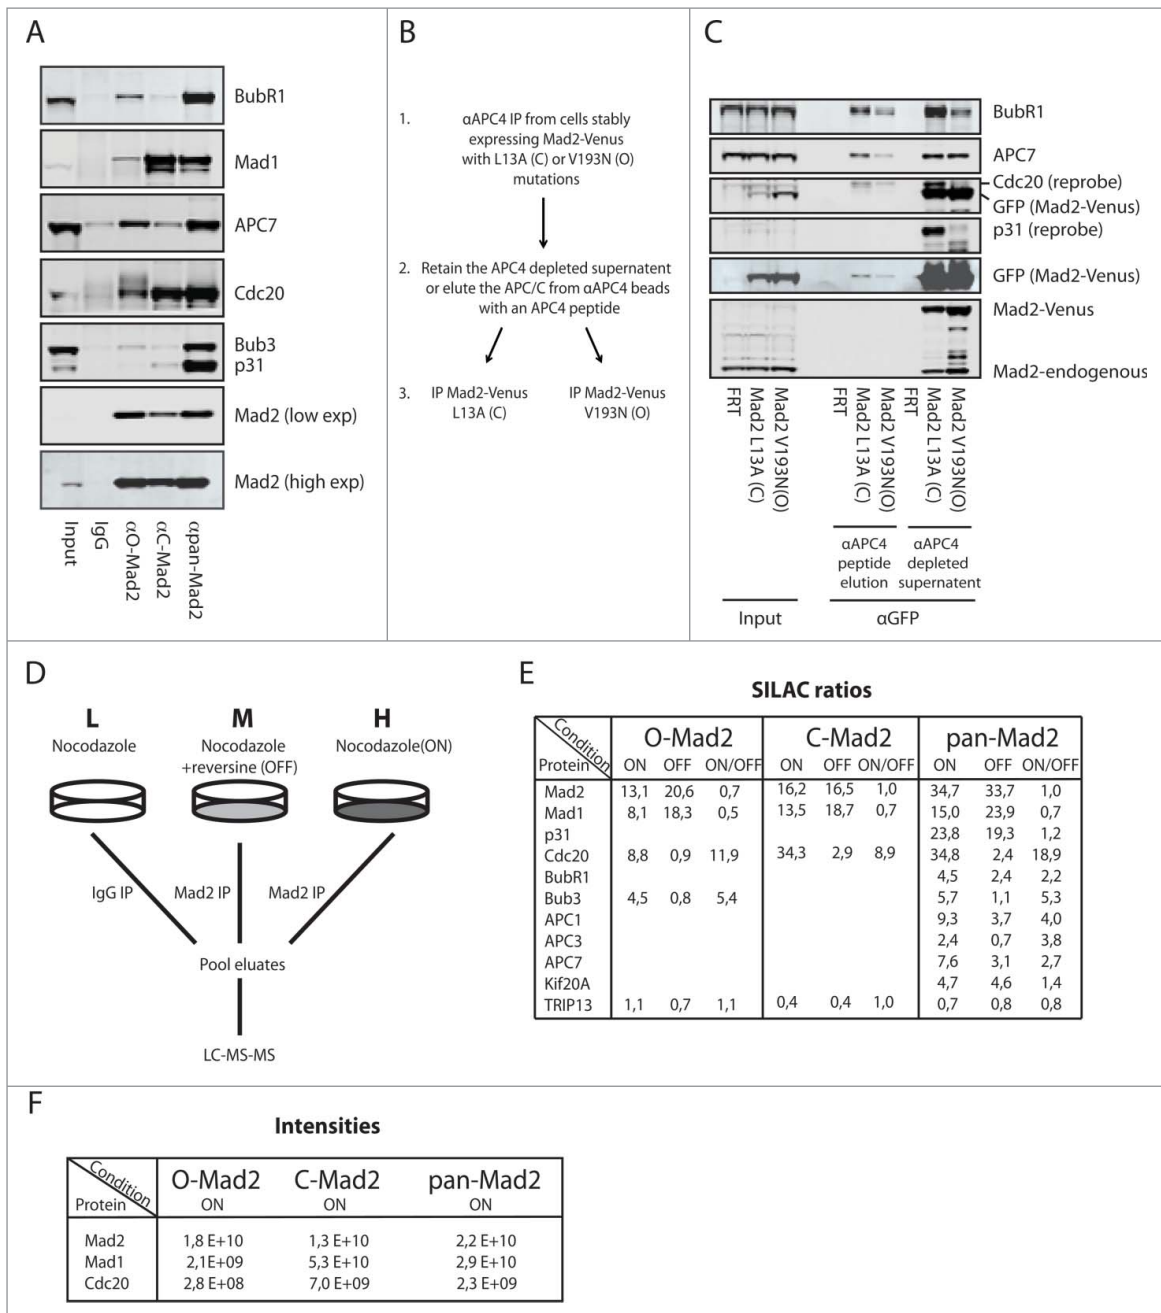 A
BubR1
Mad1
APC7
Cdc20
Bub3
p31
Mad2 (low exp)
Mad2 (high exp)
Input
IgG
αO-Mad2
αC-Mad2
αpan-Mad2
B
1. αAPC4 IP from cells stably
expressing Mad2-Venus
with L13A (C) or V193N (O)
mutations
2. Retain the APC4 depleted supernatent
or elute the APC/C from αAPC4 beads
with an APC4 peptide
3. IP Mad2-Venus IP Mad2-Venus
L13A (C) V193N (O)
C
BubR1
APC7
Cdc20 (reprobe)
GFP (Mad2-Venus)
p31 (reprobe)
GFP (Mad2-Venus)
Mad2-Venus
Mad2-endogenous
FRT
Mad2 L13A (C)
Mad2 V193N(O)
FRT
Mad2 L13A (C)
Mad2 V193N(O)
FRT
Mad2 L13A (C)
Mad2 V193N(O)
αAPC4
peptide
elution
αAPC4
depleted
supernatent
Input αGFP
D
L M H
Nocodazole Nocodazole Nocodazole(ON)
+reversine (OFF)
IgG IP Mad2 IP Mad2 IP
Pool eluates
LC-MS-MS
E
SILAC ratios
Condition O-Mad2 C-Mad2 pan-Mad2
Protein ON OFF ON/OFF ON OFF ON/OFF ON OFF ON/OFF
Mad2 13,1 20,6 0,7 16,2 16,5 1,0 34,7 33,7 1,0
Mad1 8,1 18,3 0,5 13,5 18,7 0,7 15,0 23,9 0,7
p31 23,8 19,3 1,2
Cdc20 8,8 0,9 11,9 34,3 2,9 8,9 34,8 2,4 18,9
BubR1 4,5 2,4 2,2
Bub3 4,5 0,8 5,4 5,7 1,1 5,3
APC1 9,3 3,7 4,0
APC3 2,4 0,7 3,8
APC7 7,6 3,1 2,7
Kif20A 4,7 4,6 1,4
TRIP13 1,1 0,7 1,1 0,4 0,4 1,0 0,7 0,8 0,8
F
Intensities
Condition O-Mad2 C-Mad2 pan-Mad2
Protein ON ON ON
Mad2 1,8 E+10 1,3 E+10 2,2 E+10
Mad1 2,1E+09 5,3 E+10 2,9 E+10
Cdc20 2,8 E+08 7,0 E+09 2,3 E+09